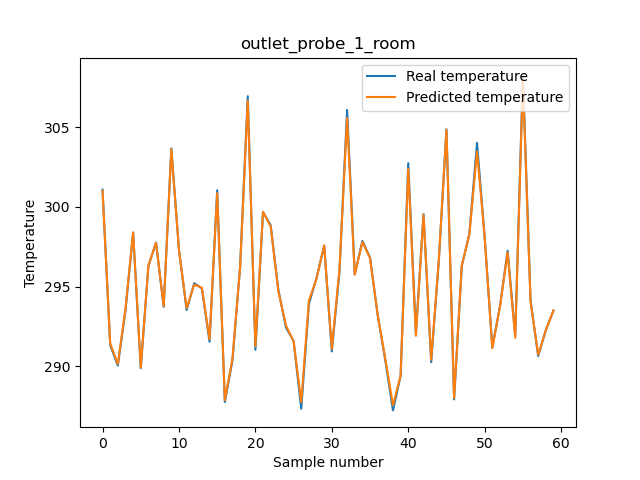 outlet_probe_1_room
Real temperature
Predicted temperature
Temperature
305
300
295
290
0 10 20 30 40 50 60
Sample number